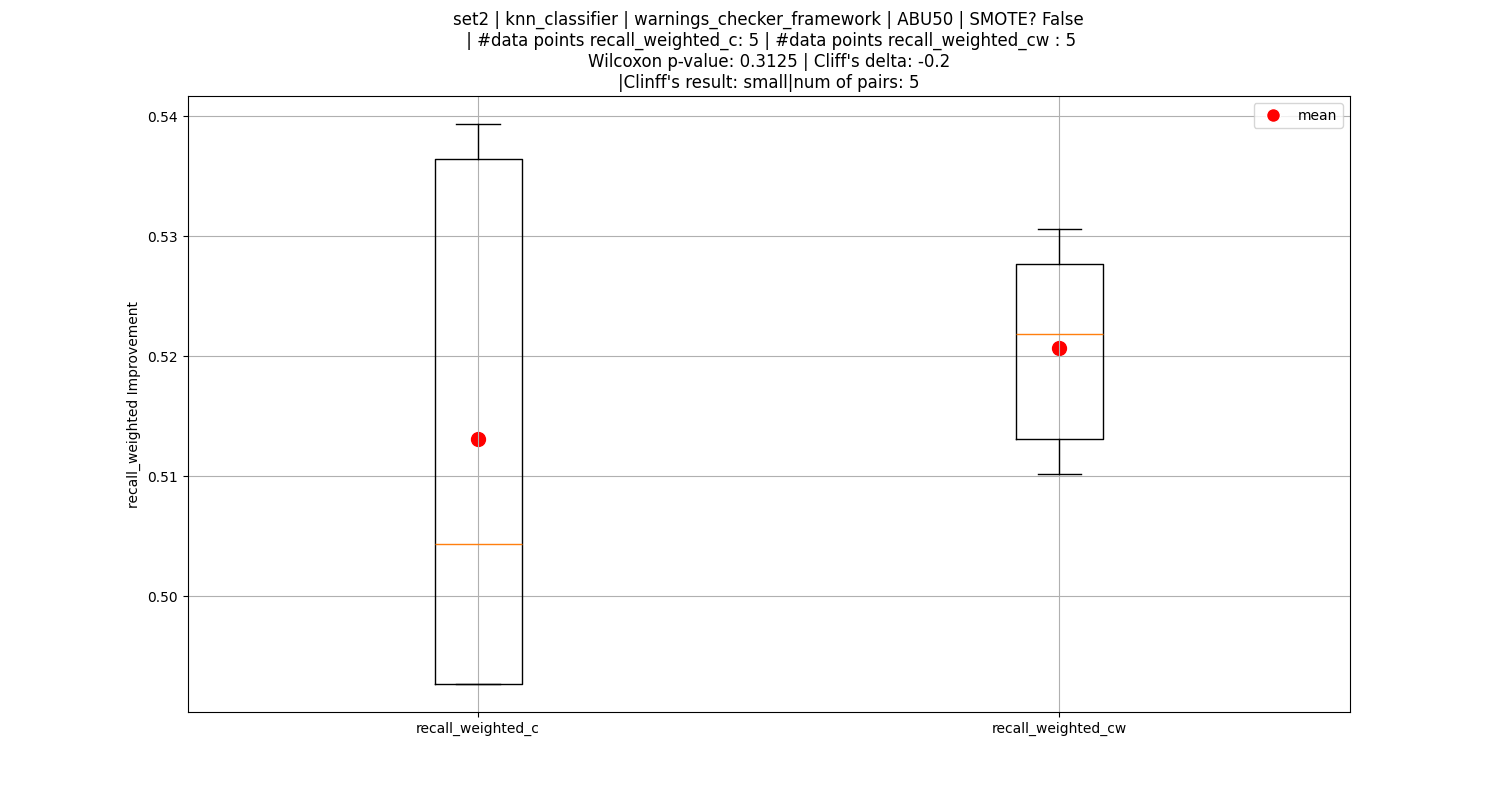 set2 | knn_classifier | warnings_checker_framework | ABU50 | SMOTE? False
| #data points recall_weighted_c: 5 | #data points recall_weighted_cw : 5
Wilcoxon p-value: 0.3125 | Cliff's delta: -0.2
|Clinff's result: small|num of pairs: 5
mean
0.54
0.53
0.52
0.51
0.50
recall_weighted Improvement
recall_weighted_c
recall_weighted_cw